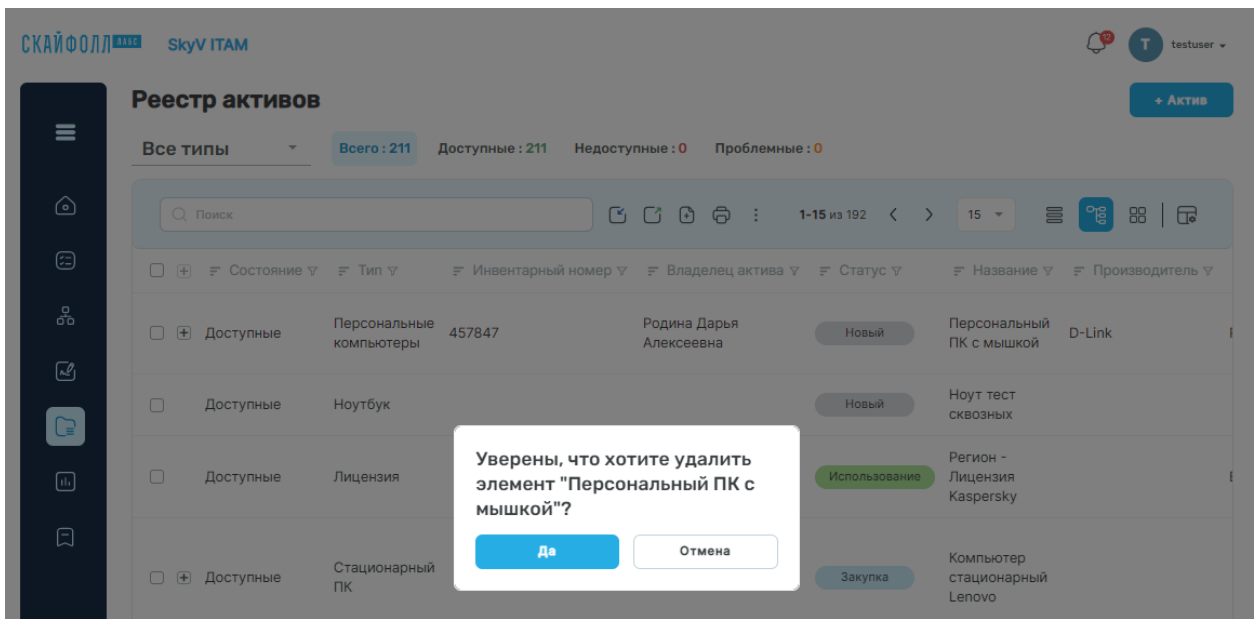 СКАЙФОЛЛ ЛАБС SkyV ITAM 12 T testuser
Реестр активов + Актив
Все типы Всего : 211 Доступные : 211 Недоступные : 0 Проблемные : 0
Поиск 1-15 из 192 15
Состояние Тип Инвентарный номер Владелец актива Статус Название Производитель
Доступные Персональные компьютеры 457847 Родина Дарья Алексеевна Новый Персональный ПК с мышкой D-Link
Доступные Ноутбук Новый Ноут тест сквозных
Доступные Лицензия Использование Регион - Лицензия Kaspersky
Доступные Стационарный ПК Закупка Компьютер стационарный Lenovo
Уверены, что хотите удалить
элемент "Персональный ПК с
мышкой"?
Да Отмена